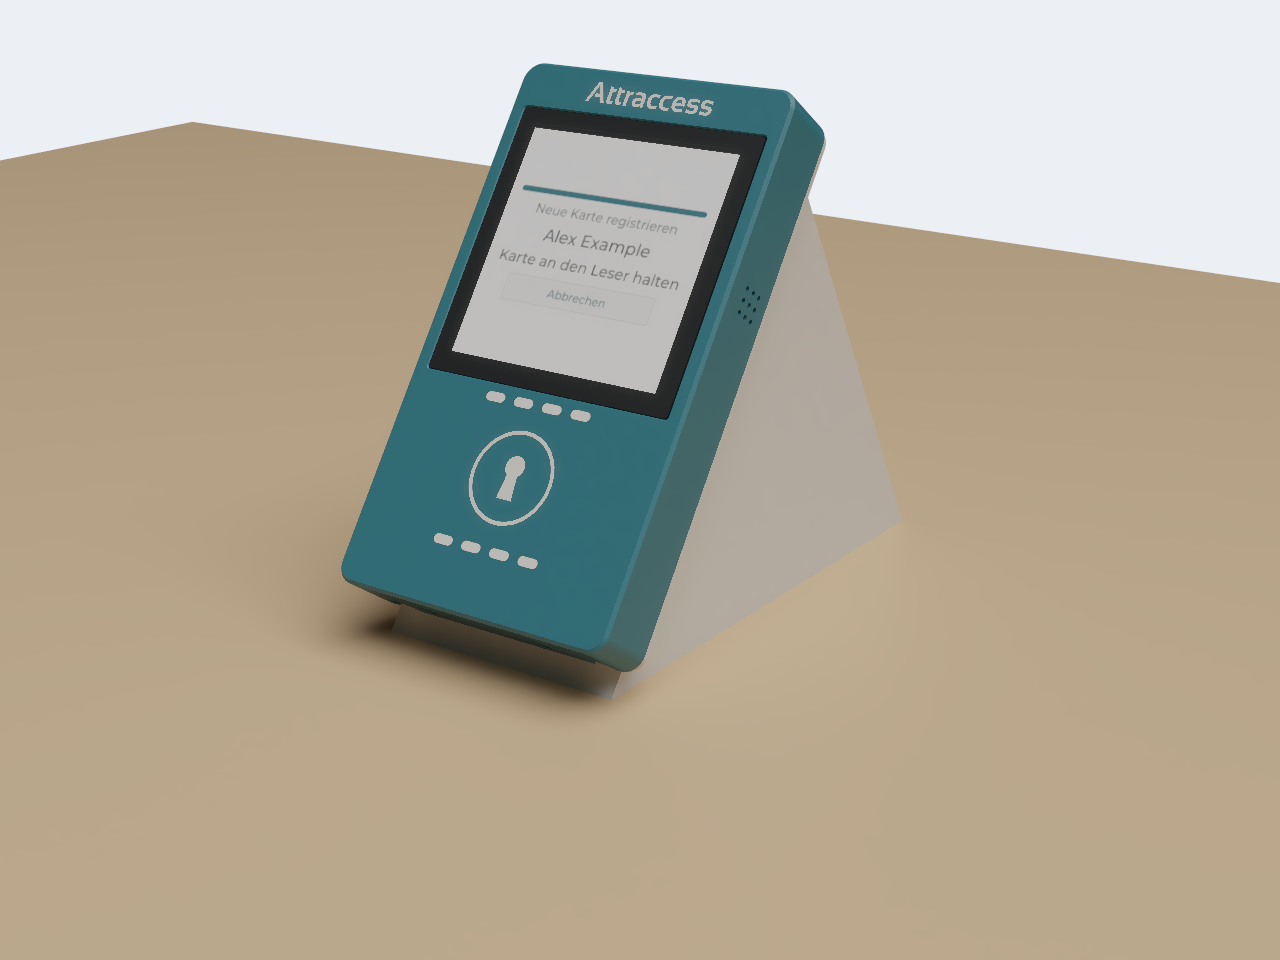 Attraccess
Neue Karte registrieren
Alex Example
Karte an den Leser halten
Abbrechen